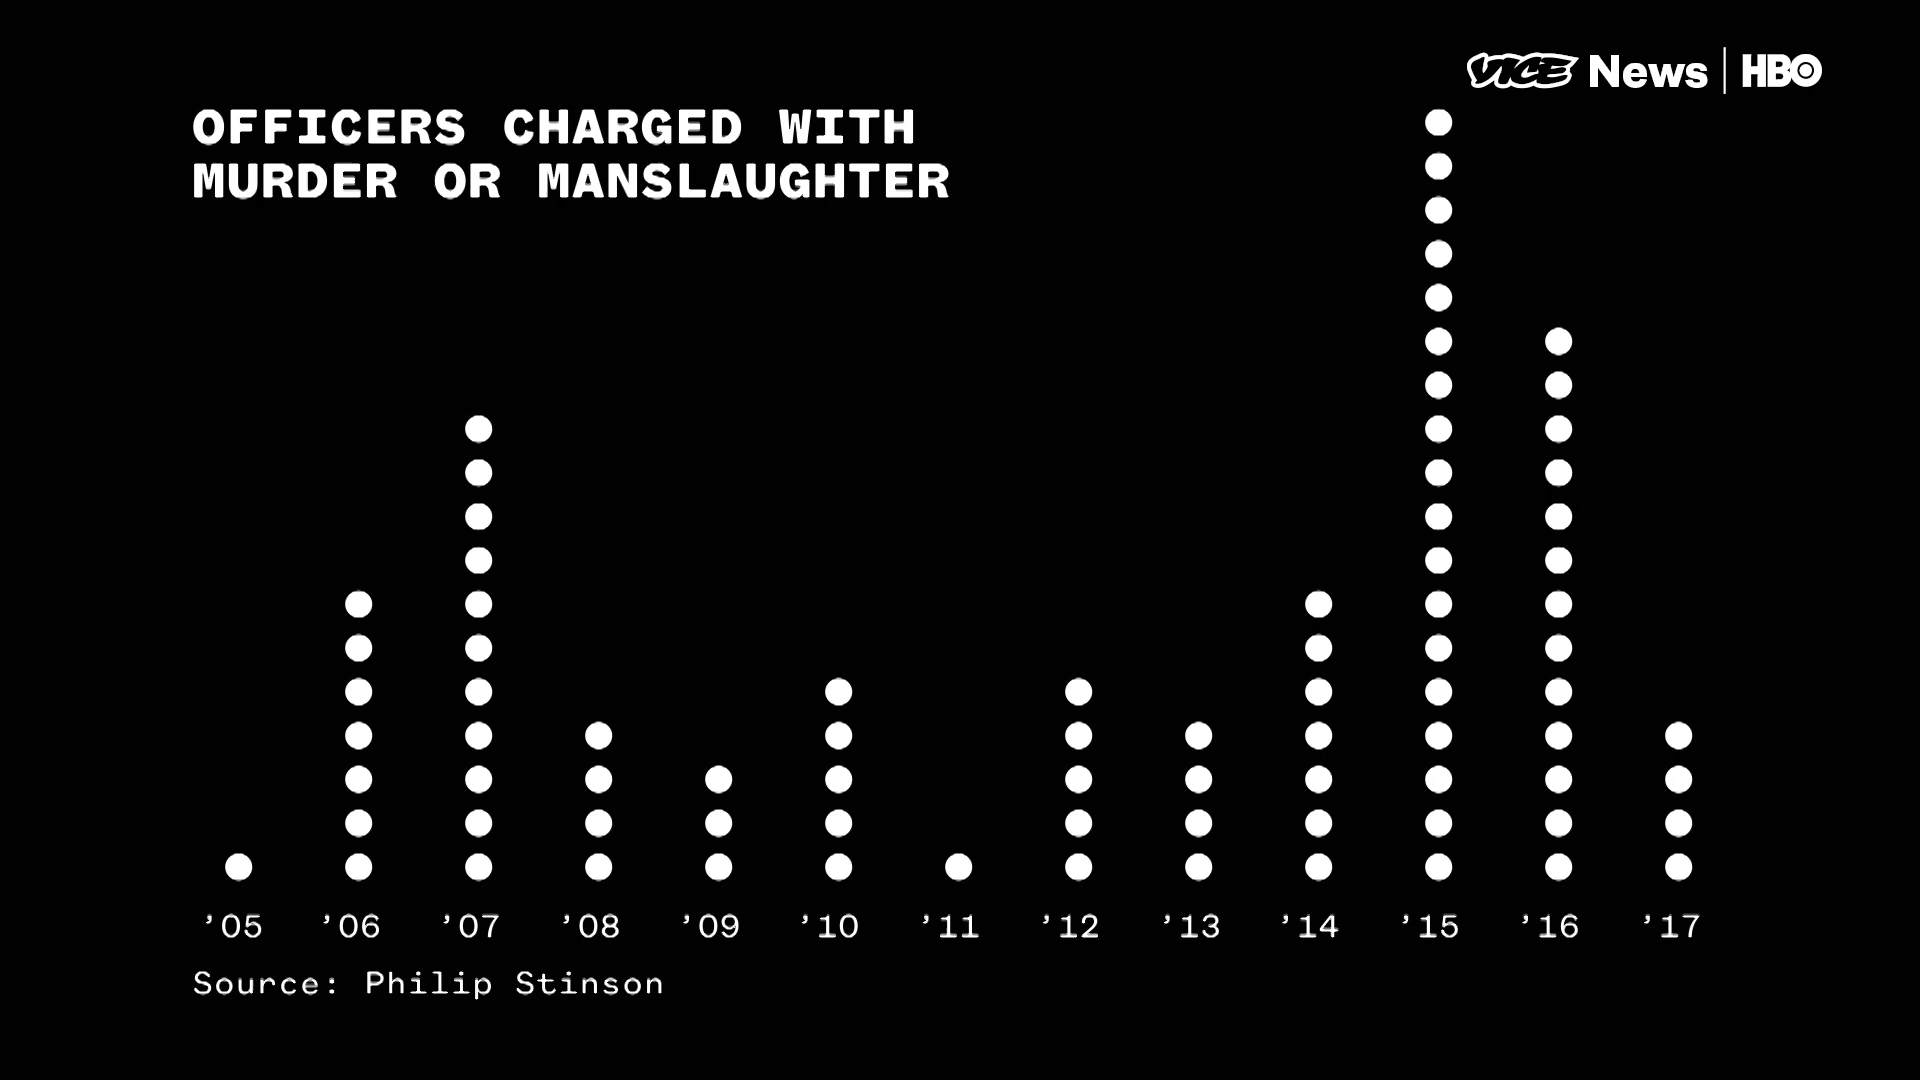 VICE News | HBO
OFFICERS CHARGED WITH
MURDER OR MANSLAUGHTER
’05 ’06 ’07 ’08 ’09 ’10 ’11 ’12 ’13 ’14 ’15 ’16 ’17
Source: Philip Stinson